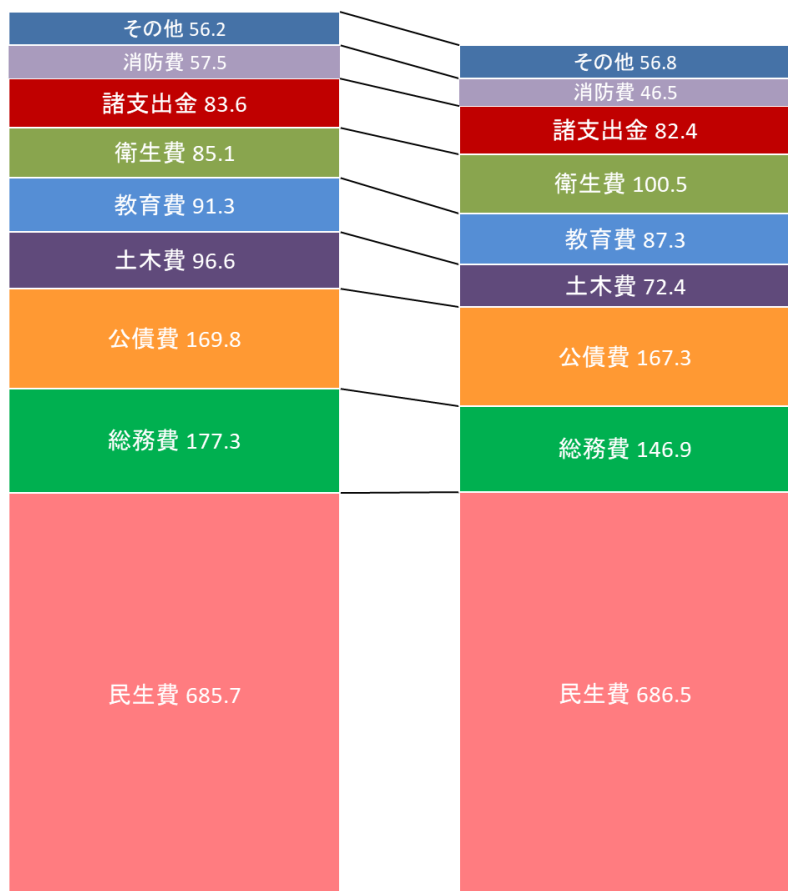 その他 56.2
消防費 57.5
諸支出金 83.6
衛生費 85.1
教育費 91.3
土木費 96.6
公債費 169.8
総務費 177.3
民生費 685.7
その他 56.8
消防費 46.5
諸支出金 82.4
衛生費 100.5
教育費 87.3
土木費 72.4
公債費 167.3
総務費 146.9
民生費 686.5